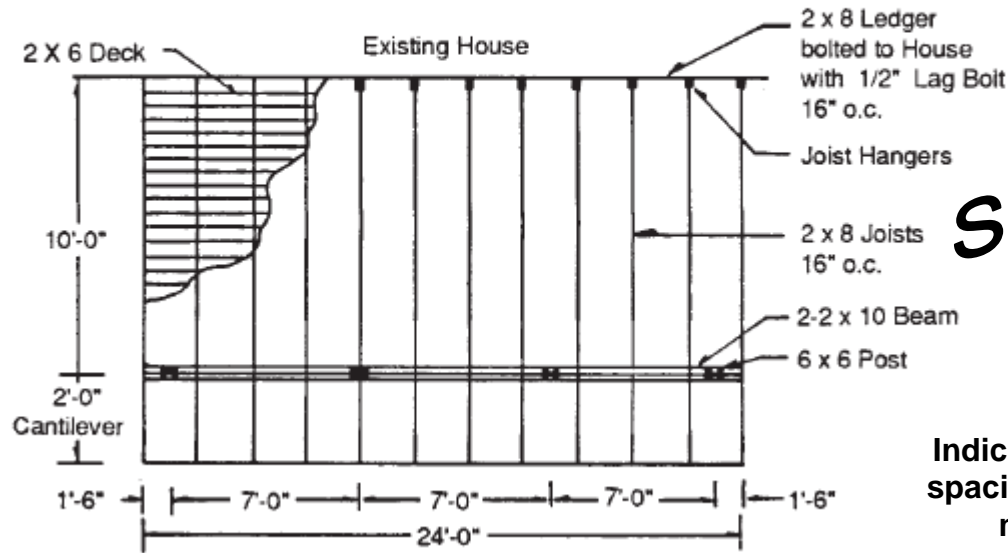 2 X 6 Deck
Existing House
2 x 8 Ledger
bolted to House
with 1/2" Lag Bolt
16" o.c.
Joist Hangers
10'-0"
2 x 8 Joists
16" o.c.
S
2-2 x 10 Beam
6 x 6 Post
2'-0"
Cantilever
1'-6"
7'-0"
7'-0"
7'-0"
1'-6"
24'-0"